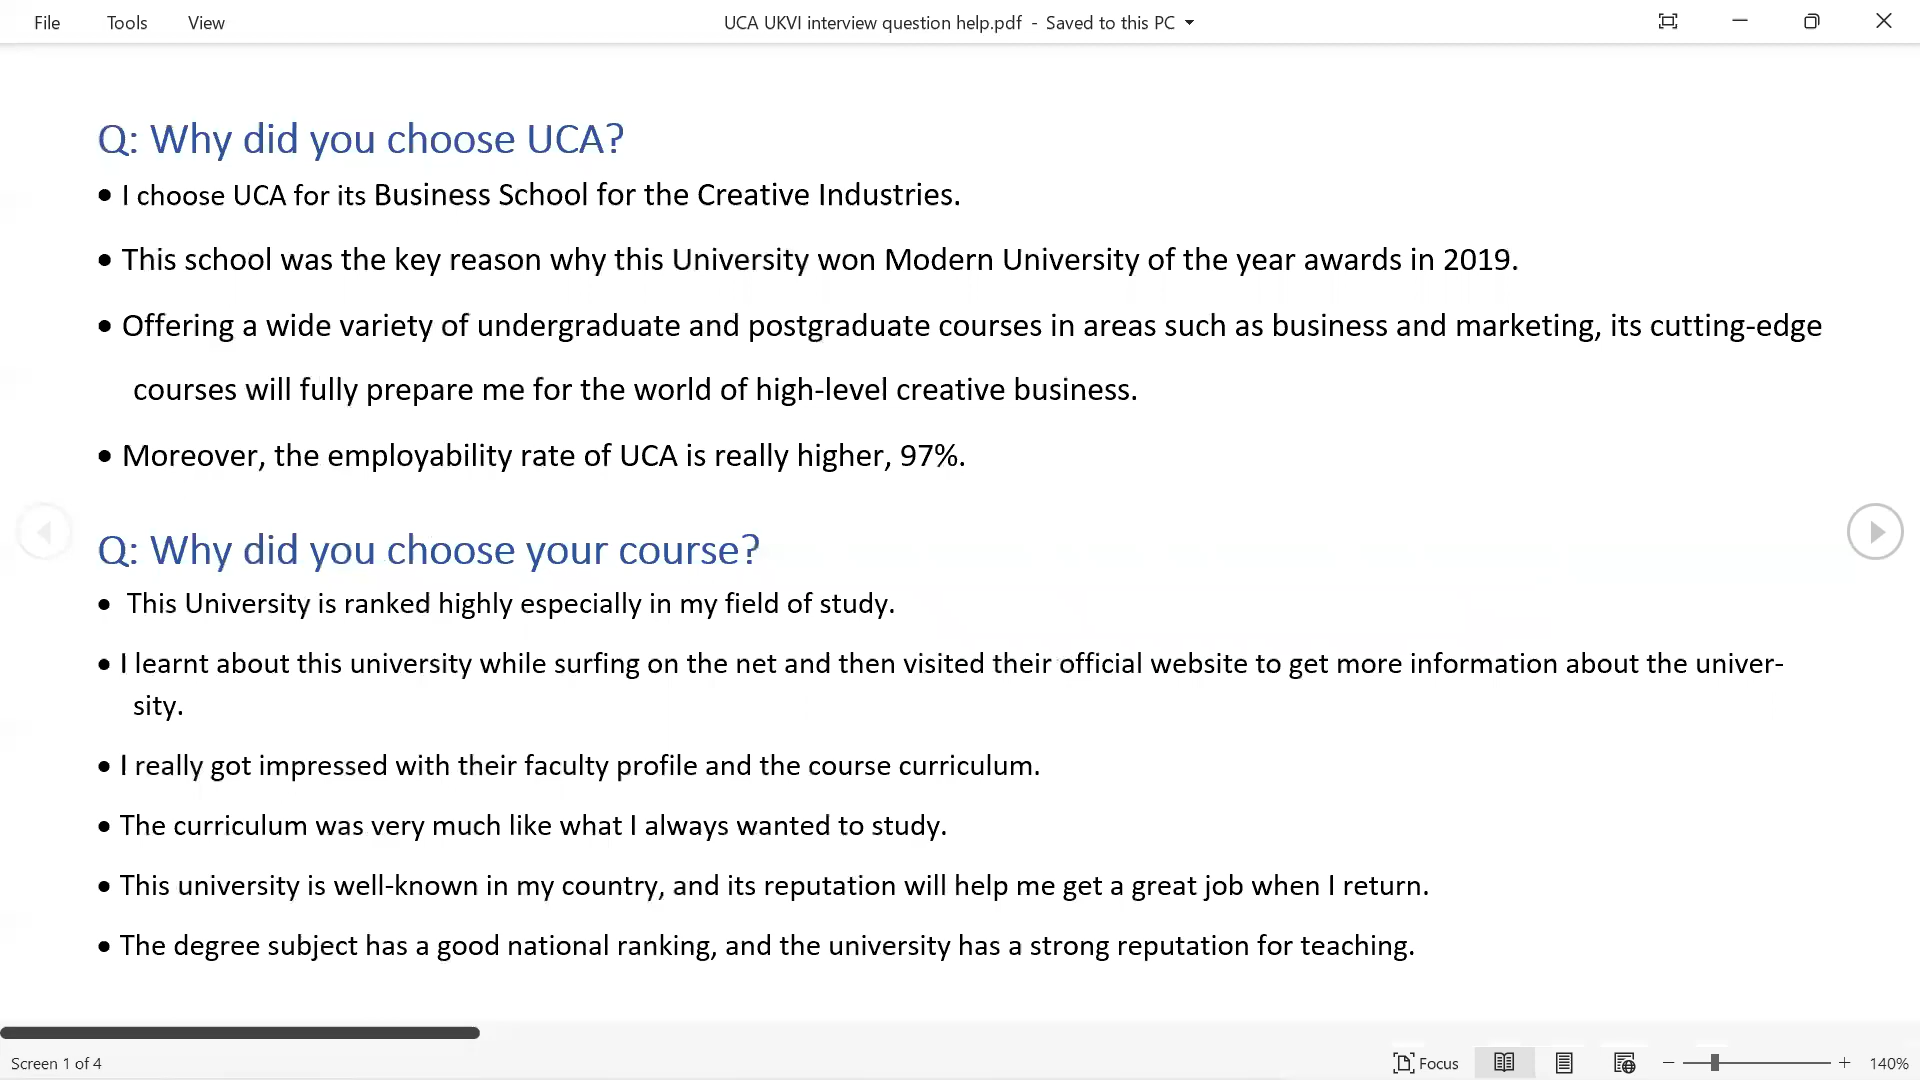 File Tools View UCA UKVI interview question help.pdf - Saved to this PC
Q: Why did you choose UCA?
• I choose UCA for its Business School for the Creative Industries.
• This school was the key reason why this University won Modern University of the year awards in 2019.
• Offering a wide variety of undergraduate and postgraduate courses in areas such as business and marketing, its cutting-edge
courses will fully prepare me for the world of high-level creative business.
• Moreover, the employability rate of UCA is really higher, 97%.
Q: Why did you choose your course?
• This University is ranked highly especially in my field of study.
• I learnt about this university while surfing on the net and then visited their official website to get more information about the univer-
sity.
• I really got impressed with their faculty profile and the course curriculum.
• The curriculum was very much like what I always wanted to study.
• This university is well-known in my country, and its reputation will help me get a great job when I return.
• The degree subject has a good national ranking, and the university has a strong reputation for teaching.
Screen 1 of 4 Focus 140%